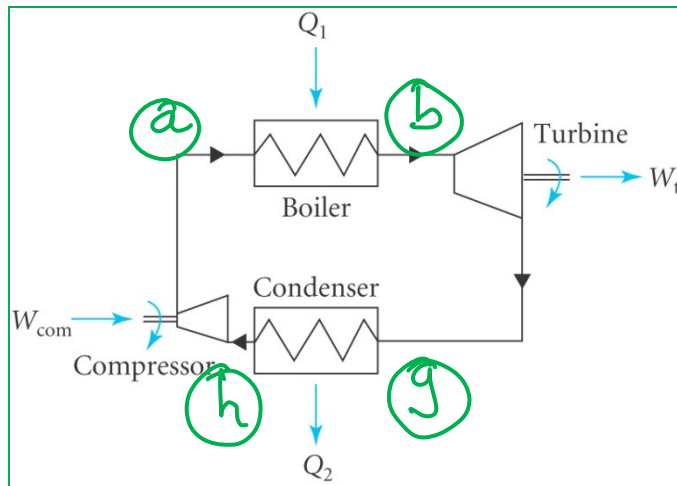 Q1
a
b
Turbine
Wt
Boiler
Condenser
Wcom
Compressor
h
g
Q2